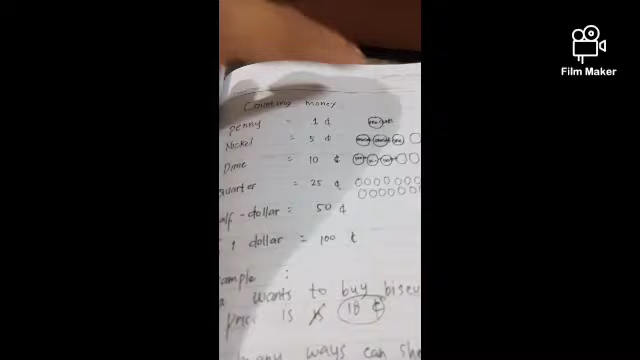 Film Maker
Counting money
penny = 1 ¢
Nickel = 5 ¢
Dime = 10 ¢
quarter = 25 ¢
alf-dollar = 50 ¢
1 dollar = 100 ¢
ample :
wants to buy biscu
price is 18 ¢
many ways can sh